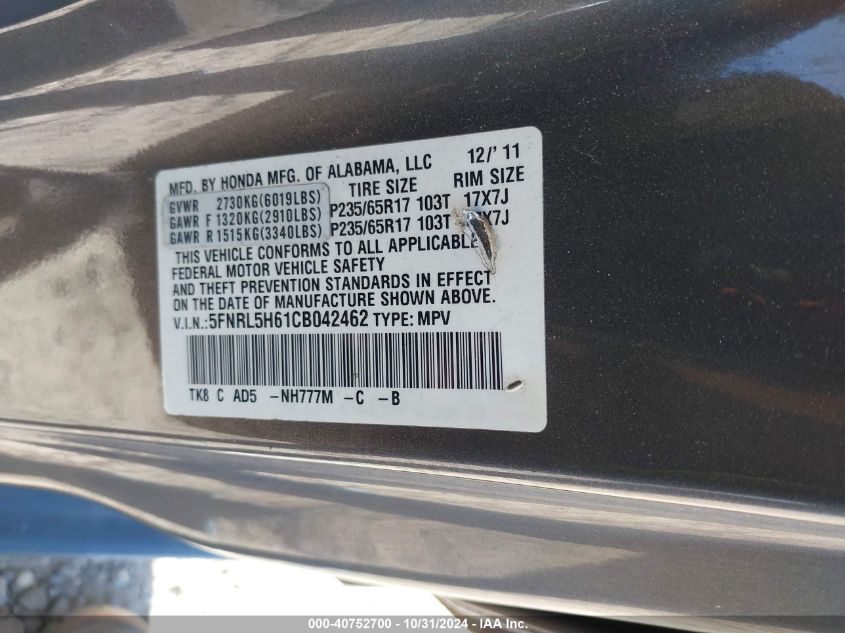 MFD. BY HONDA MFG. OF ALABAMA, LLC 12/' 11
TIRE SIZE RIM SIZE
GVWR 2730KG(6019LBS)
GAWR F 1320KG(2910LBS) P235/65R17 103T 17X7J
GAWR R 1515KG(3340LBS) P235/65R17 103T X7J
THIS VEHICLE CONFORMS TO ALL APPLICABLE
FEDERAL MOTOR VEHICLE SAFETY
AND THEFT PREVENTION STANDARDS IN EFFECT
ON THE DATE OF MANUFACTURE SHOWN ABOVE.
V.I.N.:5FNRL5H61CB042462 TYPE: MPV
TK8 C AD5 -NH777M -C -B
000-40752700 - 10/31/2024 - IAA Inc.